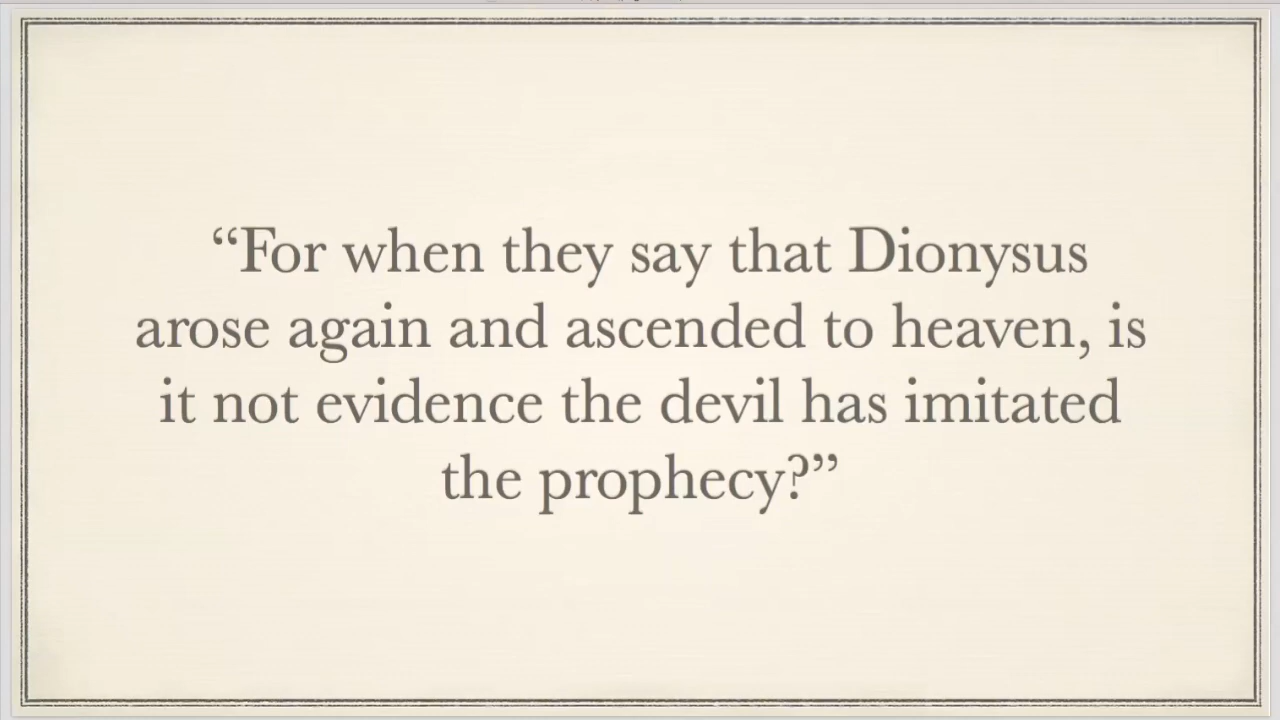 “For when they say that Dionysus
arose again and ascended to heaven, is
it not evidence the devil has imitated
the prophecy?”